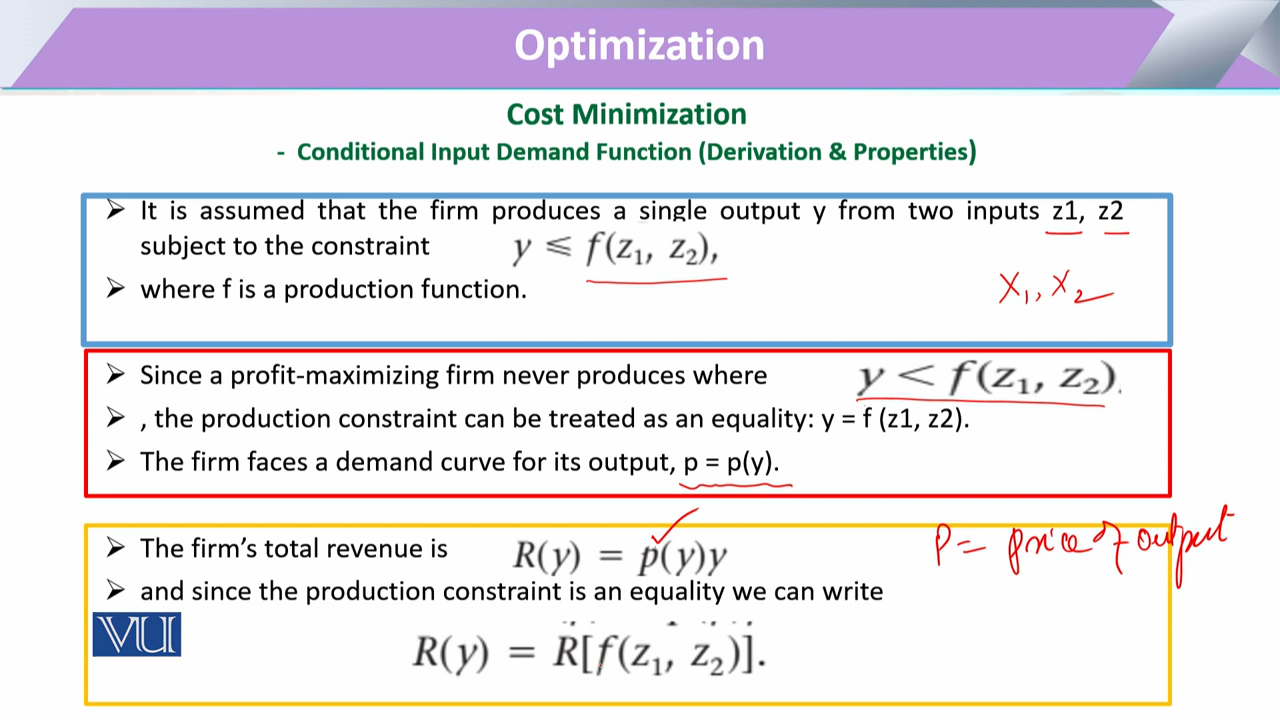 Optimization
Cost Minimization
- Conditional Input Demand Function (Derivation & Properties)
➢ It is assumed that the firm produces a single output y from two inputs z1, z2
subject to the constraint y ⩽ f(z₁, z₂),
➢ where f is a production function.
X₁, X₂
➢ Since a profit-maximizing firm never produces where y < f(z₁, z₂).
➢ , the production constraint can be treated as an equality: y = f (z1, z2).
➢ The firm faces a demand curve for its output, p = p(y).
➢ The firm’s total revenue is R(y) = p(y)y
P = price of output
➢ and since the production constraint is an equality we can write
VU
R(y) = R[f(z₁, z₂)].